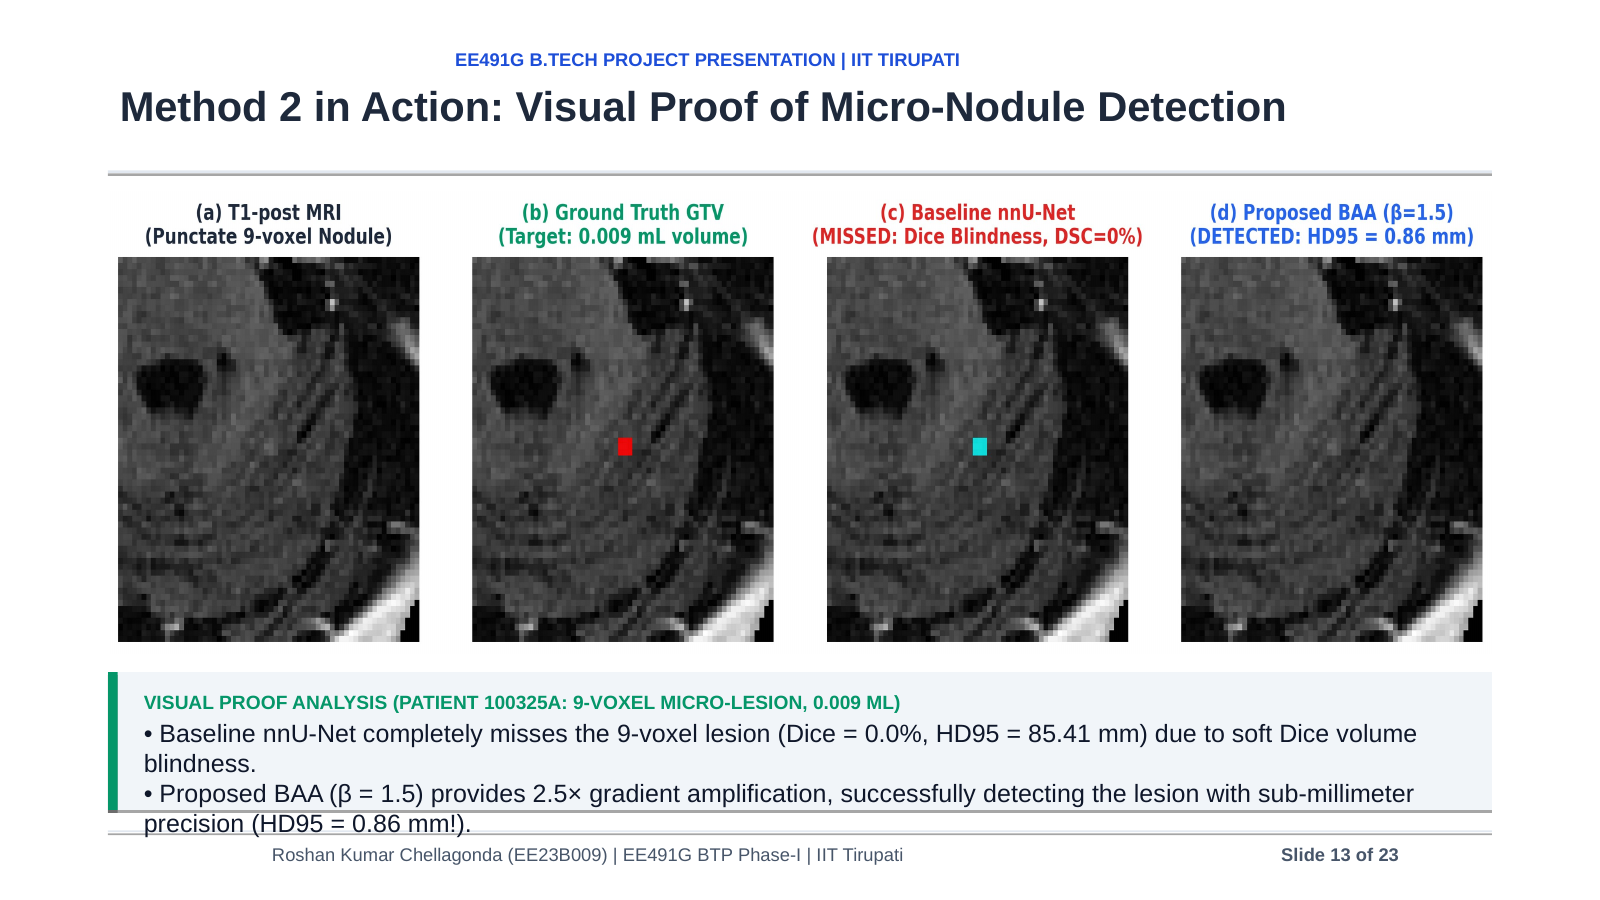 EE491G B.TECH PROJECT PRESENTATION | IIT TIRUPATI
Method 2 in Action: Visual Proof of Micro-Nodule Detection
(a) T1-post MRI
(Punctate 9-voxel Nodule)
(b) Ground Truth GTV
(Target: 0.009 mL volume)
(c) Baseline nnU-Net
(MISSED: Dice Blindness, DSC=0%)
(d) Proposed BAA (β=1.5)
(DETECTED: HD95 = 0.86 mm)
VISUAL PROOF ANALYSIS (PATIENT 100325A: 9-VOXEL MICRO-LESION, 0.009 ML)
• Baseline nnU-Net completely misses the 9-voxel lesion (Dice = 0.0%, HD95 = 85.41 mm) due to soft Dice volume
blindness.
• Proposed BAA (β = 1.5) provides 2.5× gradient amplification, successfully detecting the lesion with sub-millimeter
precision (HD95 = 0.86 mm!).
Roshan Kumar Chellagonda (EE23B009) | EE491G BTP Phase-I | IIT Tirupati
Slide 13 of 23